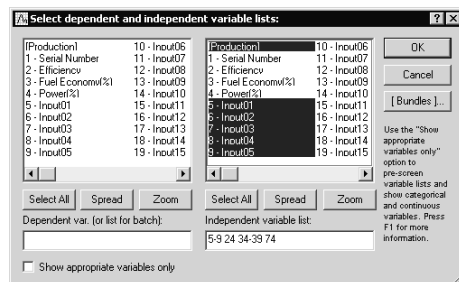 Select dependent and independent variable lists:
? X
[Production] 10 - Input06
1 - Serial Number 11 - Input07
2 - Efficiency 12 - Input08
3 - Fuel Economy(%) 13 - Input09
4 - Power(%) 14 - Input10
5 - Input01 15 - Input11
6 - Input02 16 - Input12
7 - Input03 17 - Input13
8 - Input04 18 - Input14
9 - Input05 19 - Input15
Select All Spread Zoom
Dependent var. (or list for batch):
Show appropriate variables only
[Production] 10 - Input06
1 - Serial Number 11 - Input07
2 - Efficiency 12 - Input08
3 - Fuel Economy(%) 13 - Input09
4 - Power(%) 14 - Input10
5 - Input01 15 - Input11
6 - Input02 16 - Input12
7 - Input03 17 - Input13
8 - Input04 18 - Input14
9 - Input05 19 - Input15
Select All Spread Zoom
Independent variable list:
5-9 24 34-39 74
OK
Cancel
[ Bundles ]...
Use the "Show
appropriate
variables only"
option to
pre-screen
variable lists and
show categorical
and continuous
variables. Press
F1 for more
information.